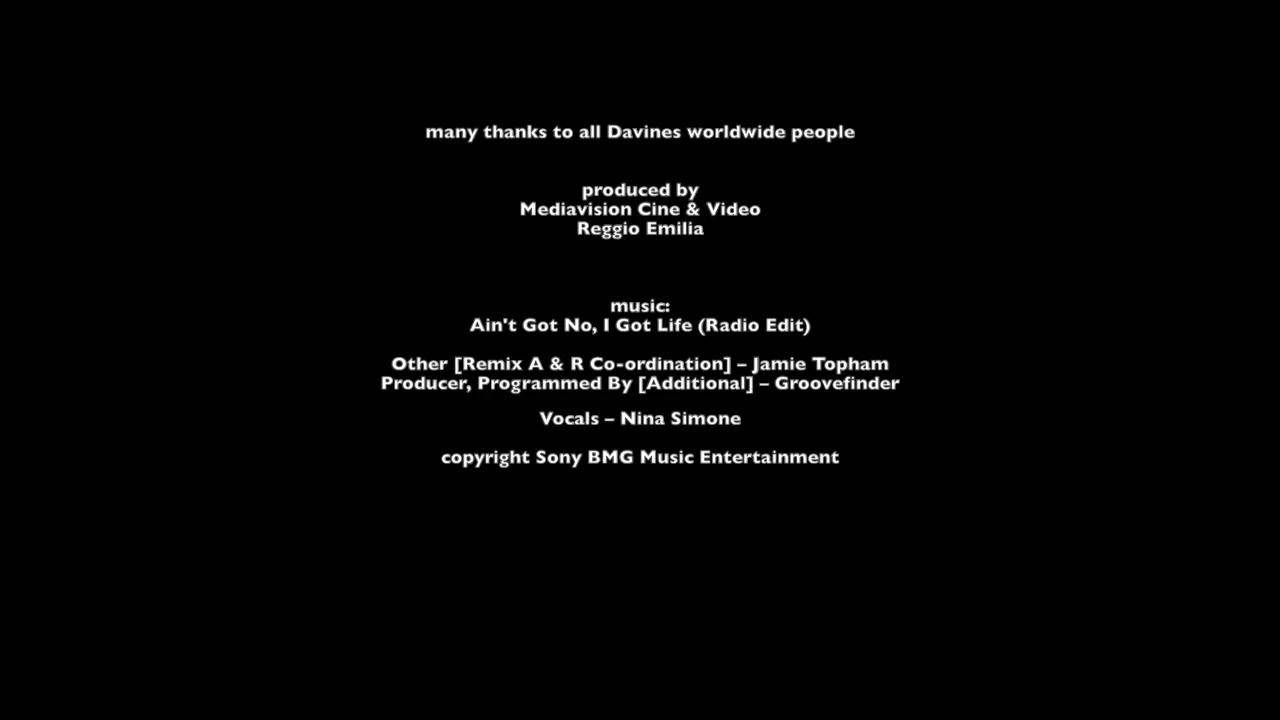 many thanks to all Davines worldwide people
produced by
Mediavision Cine & Video
Reggio Emilia
music:
Ain't Got No, I Got Life (Radio Edit)
Other [Remix A & R Co-ordination] – Jamie Topham
Producer, Programmed By [Additional] – Groovefinder
Vocals – Nina Simone
copyright Sony BMG Music Entertainment